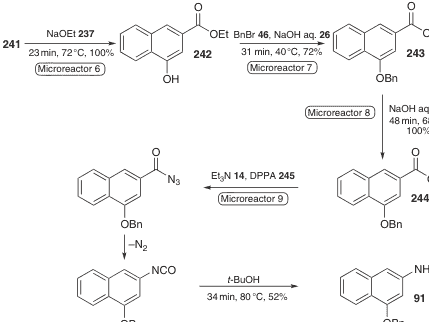 O
NaOEt 237
BnBr 46, NaOH aq. 26
O
241
OEt
23 min, 72 °C, 100%
242
31 min, 40 °C, 72%
243
Microreactor 6
Microreactor 7
OH
OBn
Microreactor 8
NaOH aq.
48 min,
100%
O
O
Et₃N 14, DPPA 245
N₃
Microreactor 9
244
OBn
OBn
–N₂
NCO
t-BuOH
34 min, 80 °C, 52%
91